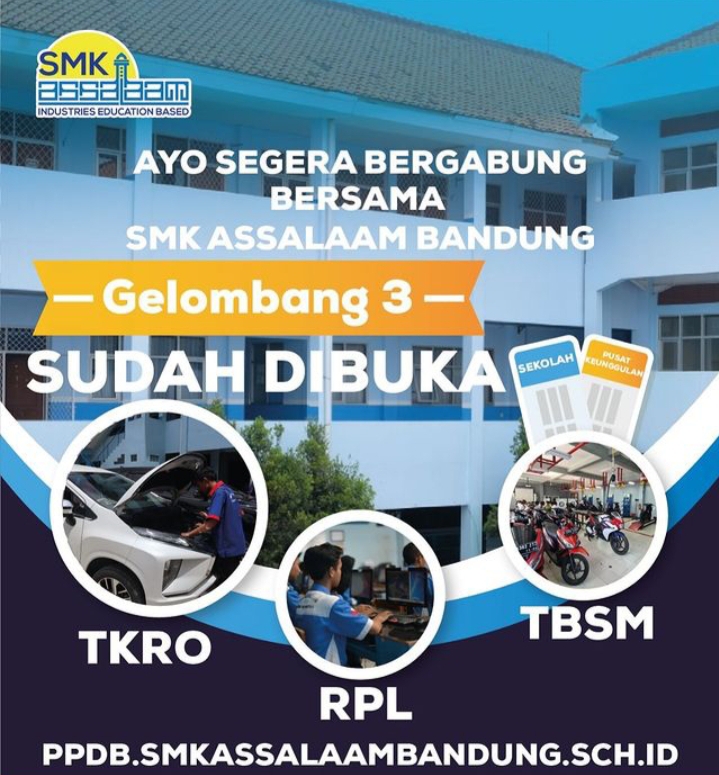 SMK
assalaam
INDUSTRIES EDUCATION BASED
AYO SEGERA BERGABUNG
BERSAMA
SMK ASSALAAM BANDUNG
— Gelombang 3 —
SUDAH DIBUKA
SEKOLAH
PUSAT
KEUNGGULAN
TKRO
TBSM
RPL
PPDB.SMKASSALAAMBANDUNG.SCH.ID